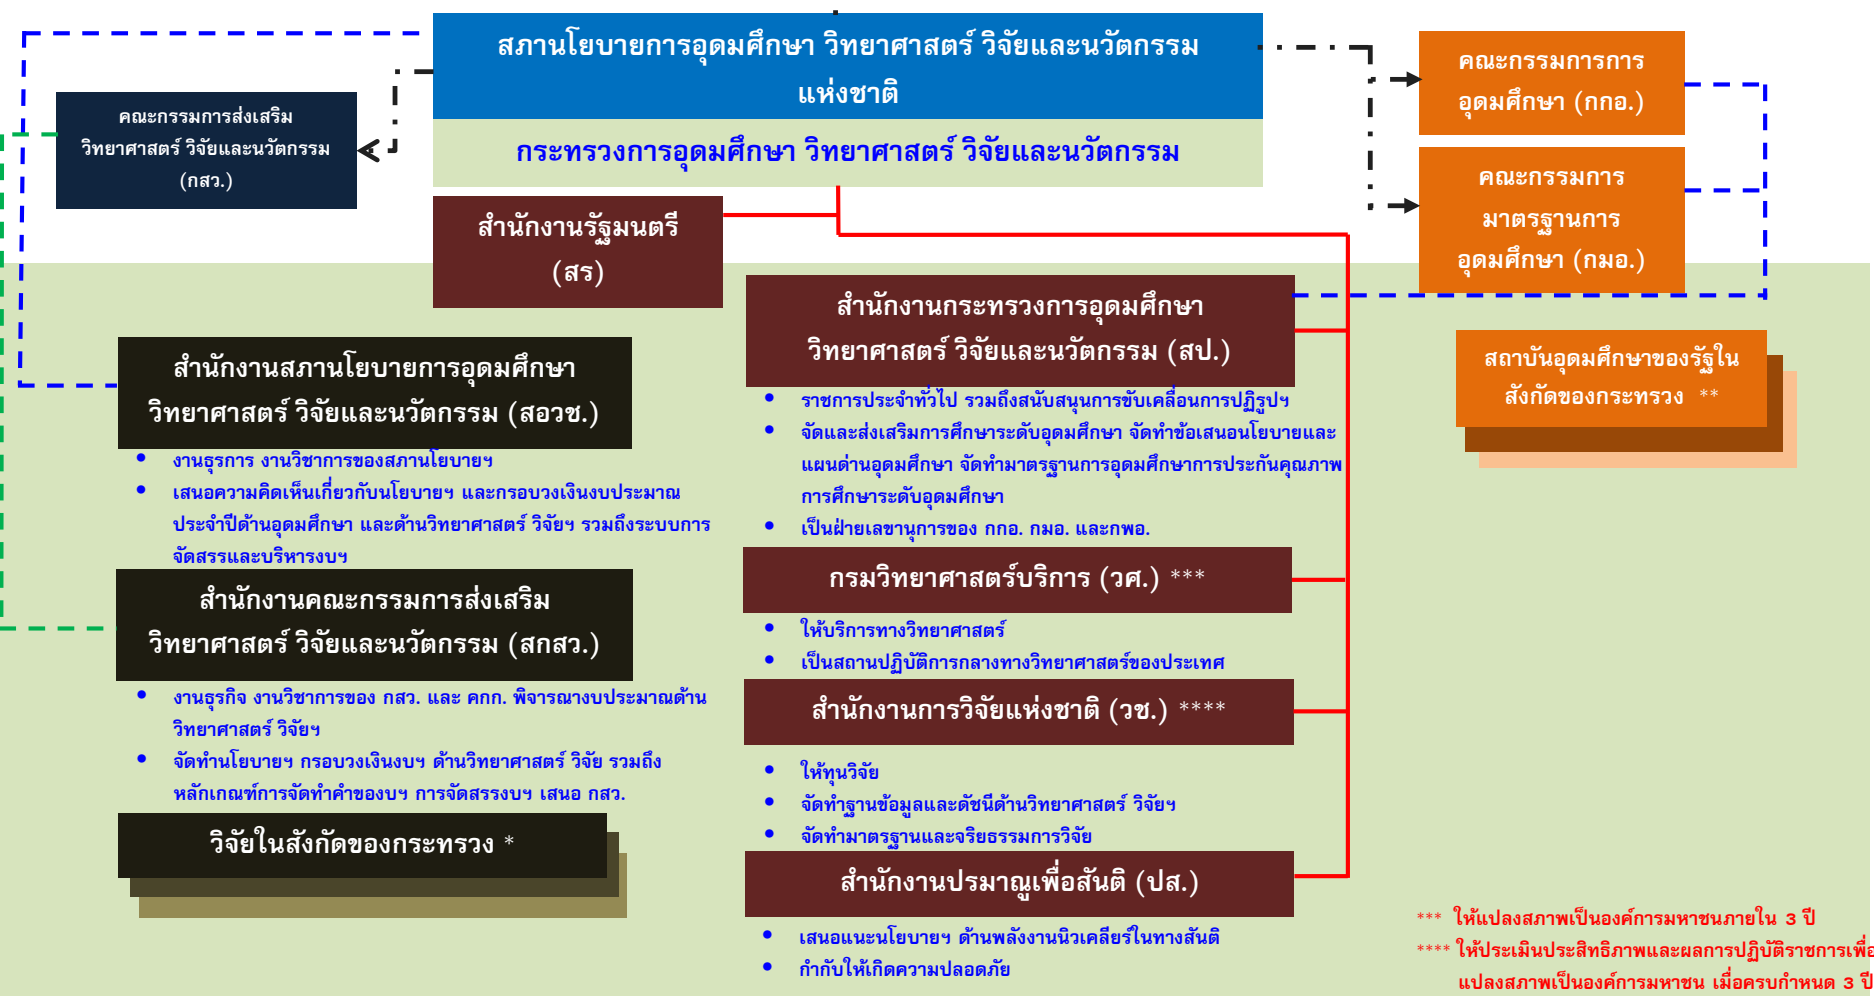 สภานโยบายการอุดมศึกษา วิทยาศาสตร์ วิจัยและนวัตกรรม
แห่งชาติ
กระทรวงการอุดมศึกษา วิทยาศาสตร์ วิจัยและนวัตกรรม
คณะกรรมการส่งเสริม
วิทยาศาสตร์ วิจัยและนวัตกรรม
(กสว.)
คณะกรรมการการ
อุดมศึกษา (กกอ.)
คณะกรรมการ
มาตรฐานการ
อุดมศึกษา (กมอ.)
สำนักงานรัฐมนตรี
(สร)
สำนักงานสภานโยบายการอุดมศึกษา
วิทยาศาสตร์ วิจัยและนวัตกรรม (สอวช.)
• งานธุรการ งานวิชาการของสภานโยบายฯ
• เสนอความคิดเห็นเกี่ยวกับนโยบายฯ และกรอบวงเงินงบประมาณ
ประจำปีด้านอุดมศึกษา และด้านวิทยาศาสตร์ วิจัยฯ รวมถึงระบบการ
จัดสรรและบริหารงบฯ
สำนักงานคณะกรรมการส่งเสริม
วิทยาศาสตร์ วิจัยและนวัตกรรม (สกสว.)
• งานธุรกิจ งานวิชาการของ กสว. และ คกก. พิจารณางบประมาณด้าน
วิทยาศาสตร์ วิจัยฯ
• จัดทำนโยบายฯ กรอบวงเงินงบฯ ด้านวิทยาศาสตร์ วิจัย รวมถึง
หลักเกณฑ์การจัดทำคำของบฯ การจัดสรรงบฯ เสนอ กสว.
วิจัยในสังกัดของกระทรวง *
สำนักงานกระทรวงการอุดมศึกษา
วิทยาศาสตร์ วิจัยและนวัตกรรม (สป.)
• ราชการประจำทั่วไป รวมถึงสนับสนุนการขับเคลื่อนการปฏิรูปฯ
• จัดและส่งเสริมการศึกษาระดับอุดมศึกษา จัดทำข้อเสนอนโยบายและ
แผนด่านอุดมศึกษา จัดทำมาตรฐานการอุดมศึกษาการประกันคุณภาพ
การศึกษาระดับอุดมศึกษา
• เป็นฝ่ายเลขานุการของ กกอ. กมอ. และกพอ.
กรมวิทยาศาสตร์บริการ (วศ.) ***
• ให้บริการทางวิทยาศาสตร์
• เป็นสถานปฏิบัติการกลางทางวิทยาศาสตร์ของประเทศ
สำนักงานการวิจัยแห่งชาติ (วช.) ****
• ให้ทุนวิจัย
• จัดทำฐานข้อมูลและดัชนีด้านวิทยาศาสตร์ วิจัยฯ
• จัดทำมาตรฐานและจริยธรรมการวิจัย
สำนักงานปรมาณูเพื่อสันติ (ปส.)
• เสนอแนะนโยบายฯ ด้านพลังงานนิวเคลียร์ในทางสันติ
• กำกับให้เกิดความปลอดภัย
สถาบันอุดมศึกษาของรัฐใน
สังกัดของกระทรวง **
*** ให้แปลงสภาพเป็นองค์การมหาชนภายใน 3 ปี
**** ให้ประเมินประสิทธิภาพและผลการปฏิบัติราชการเพื่อ
แปลงสภาพเป็นองค์การมหาชน เมื่อครบกำหนด 3 ปี